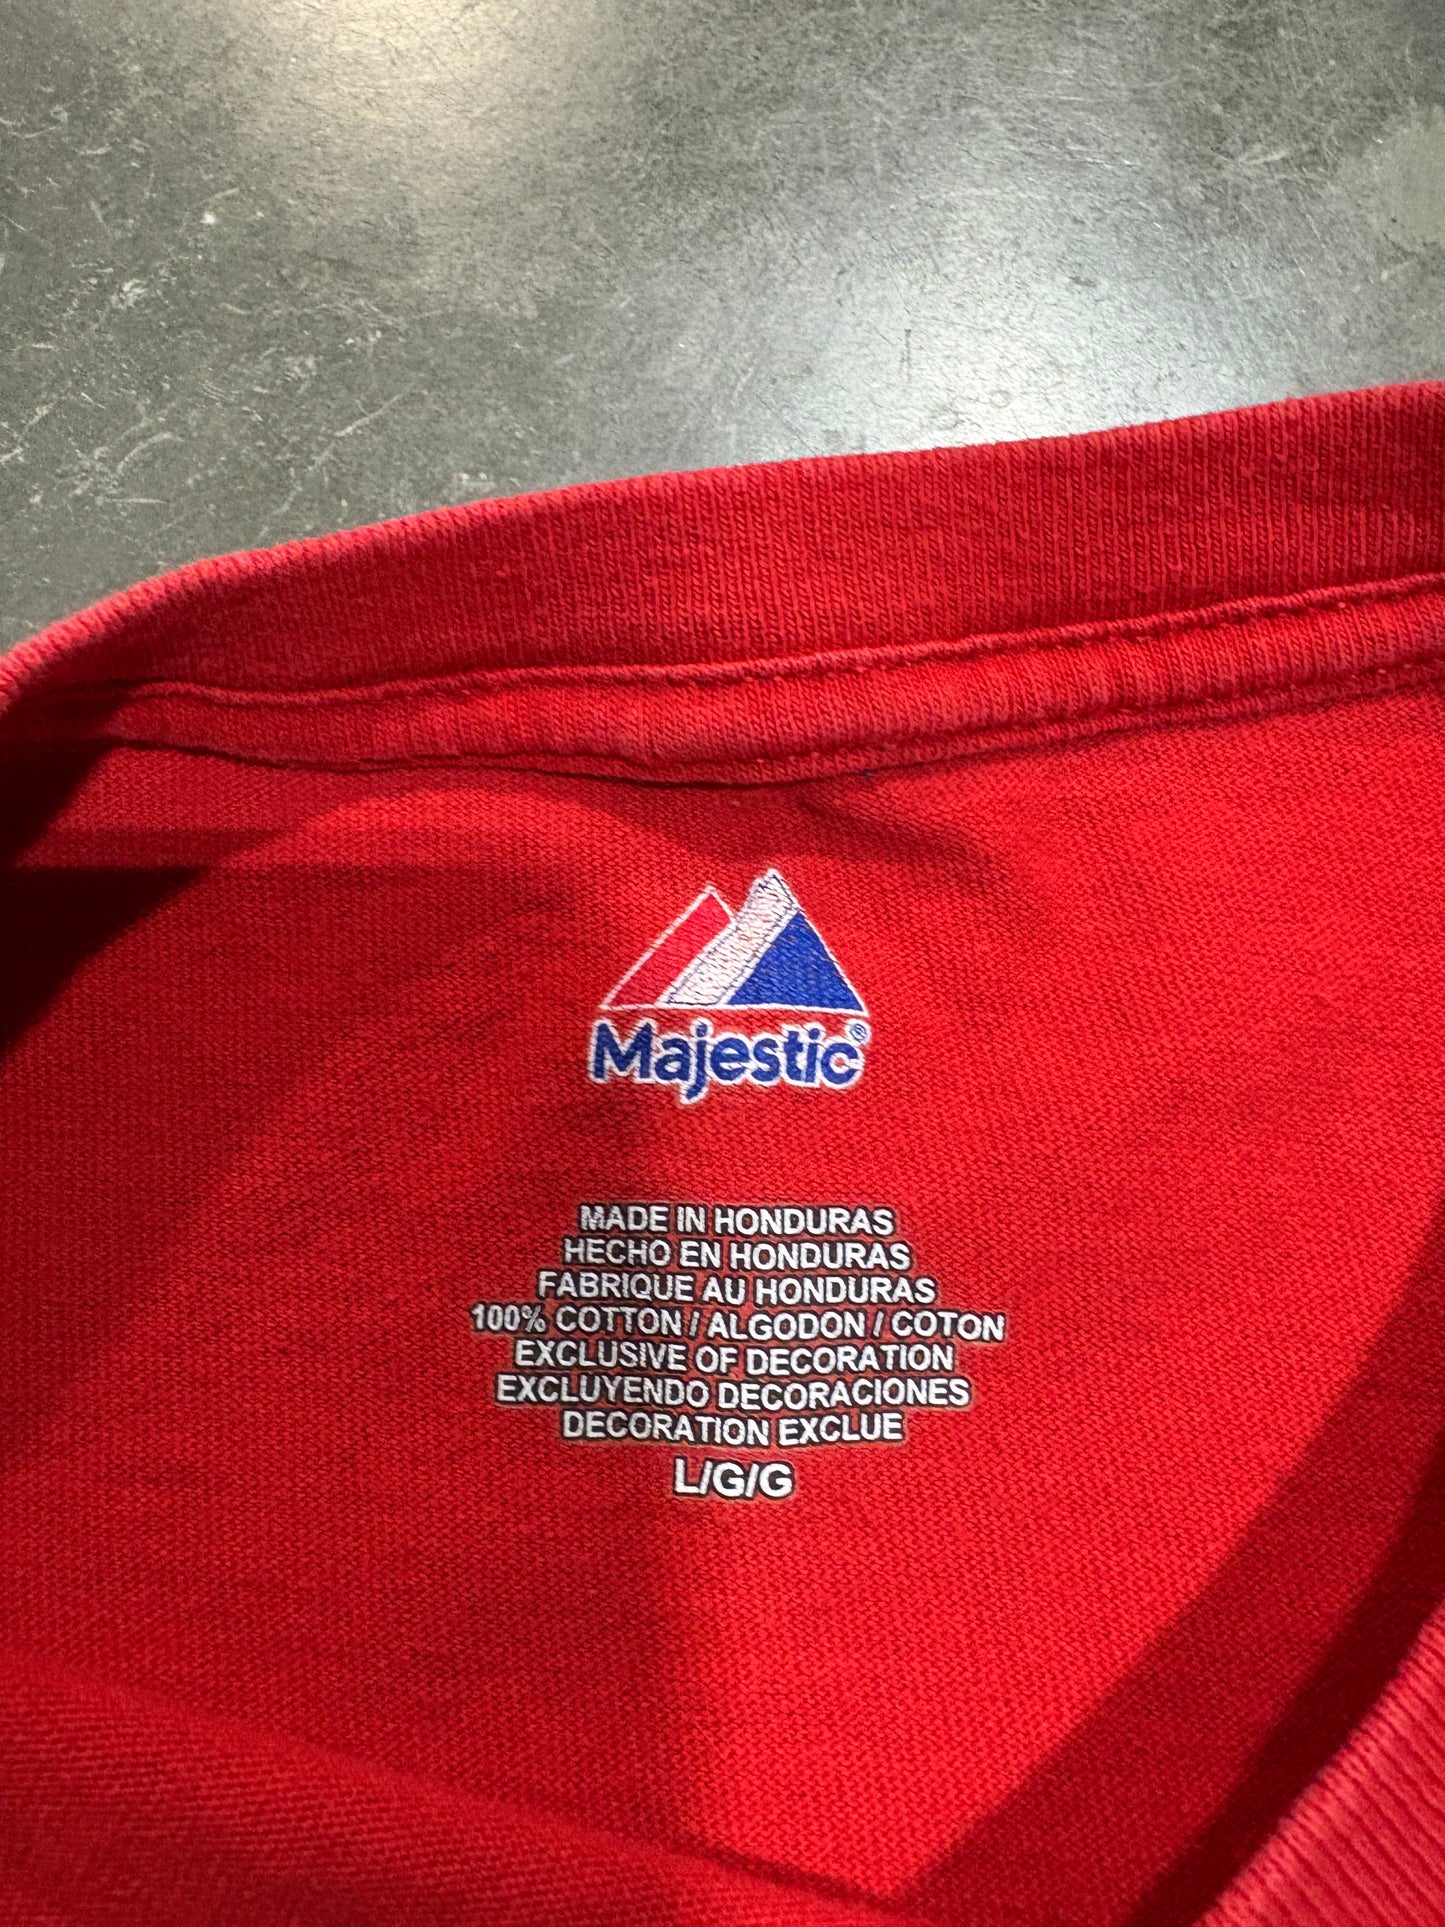 Majestic®
MADE IN HONDURAS
HECHO EN HONDURAS
FABRIQUE AU HONDURAS
100% COTTON / ALGODON / COTON
EXCLUSIVE OF DECORATION
EXCLUYENDO DECORACIONES
DECORATION EXCLUE
L/G/G